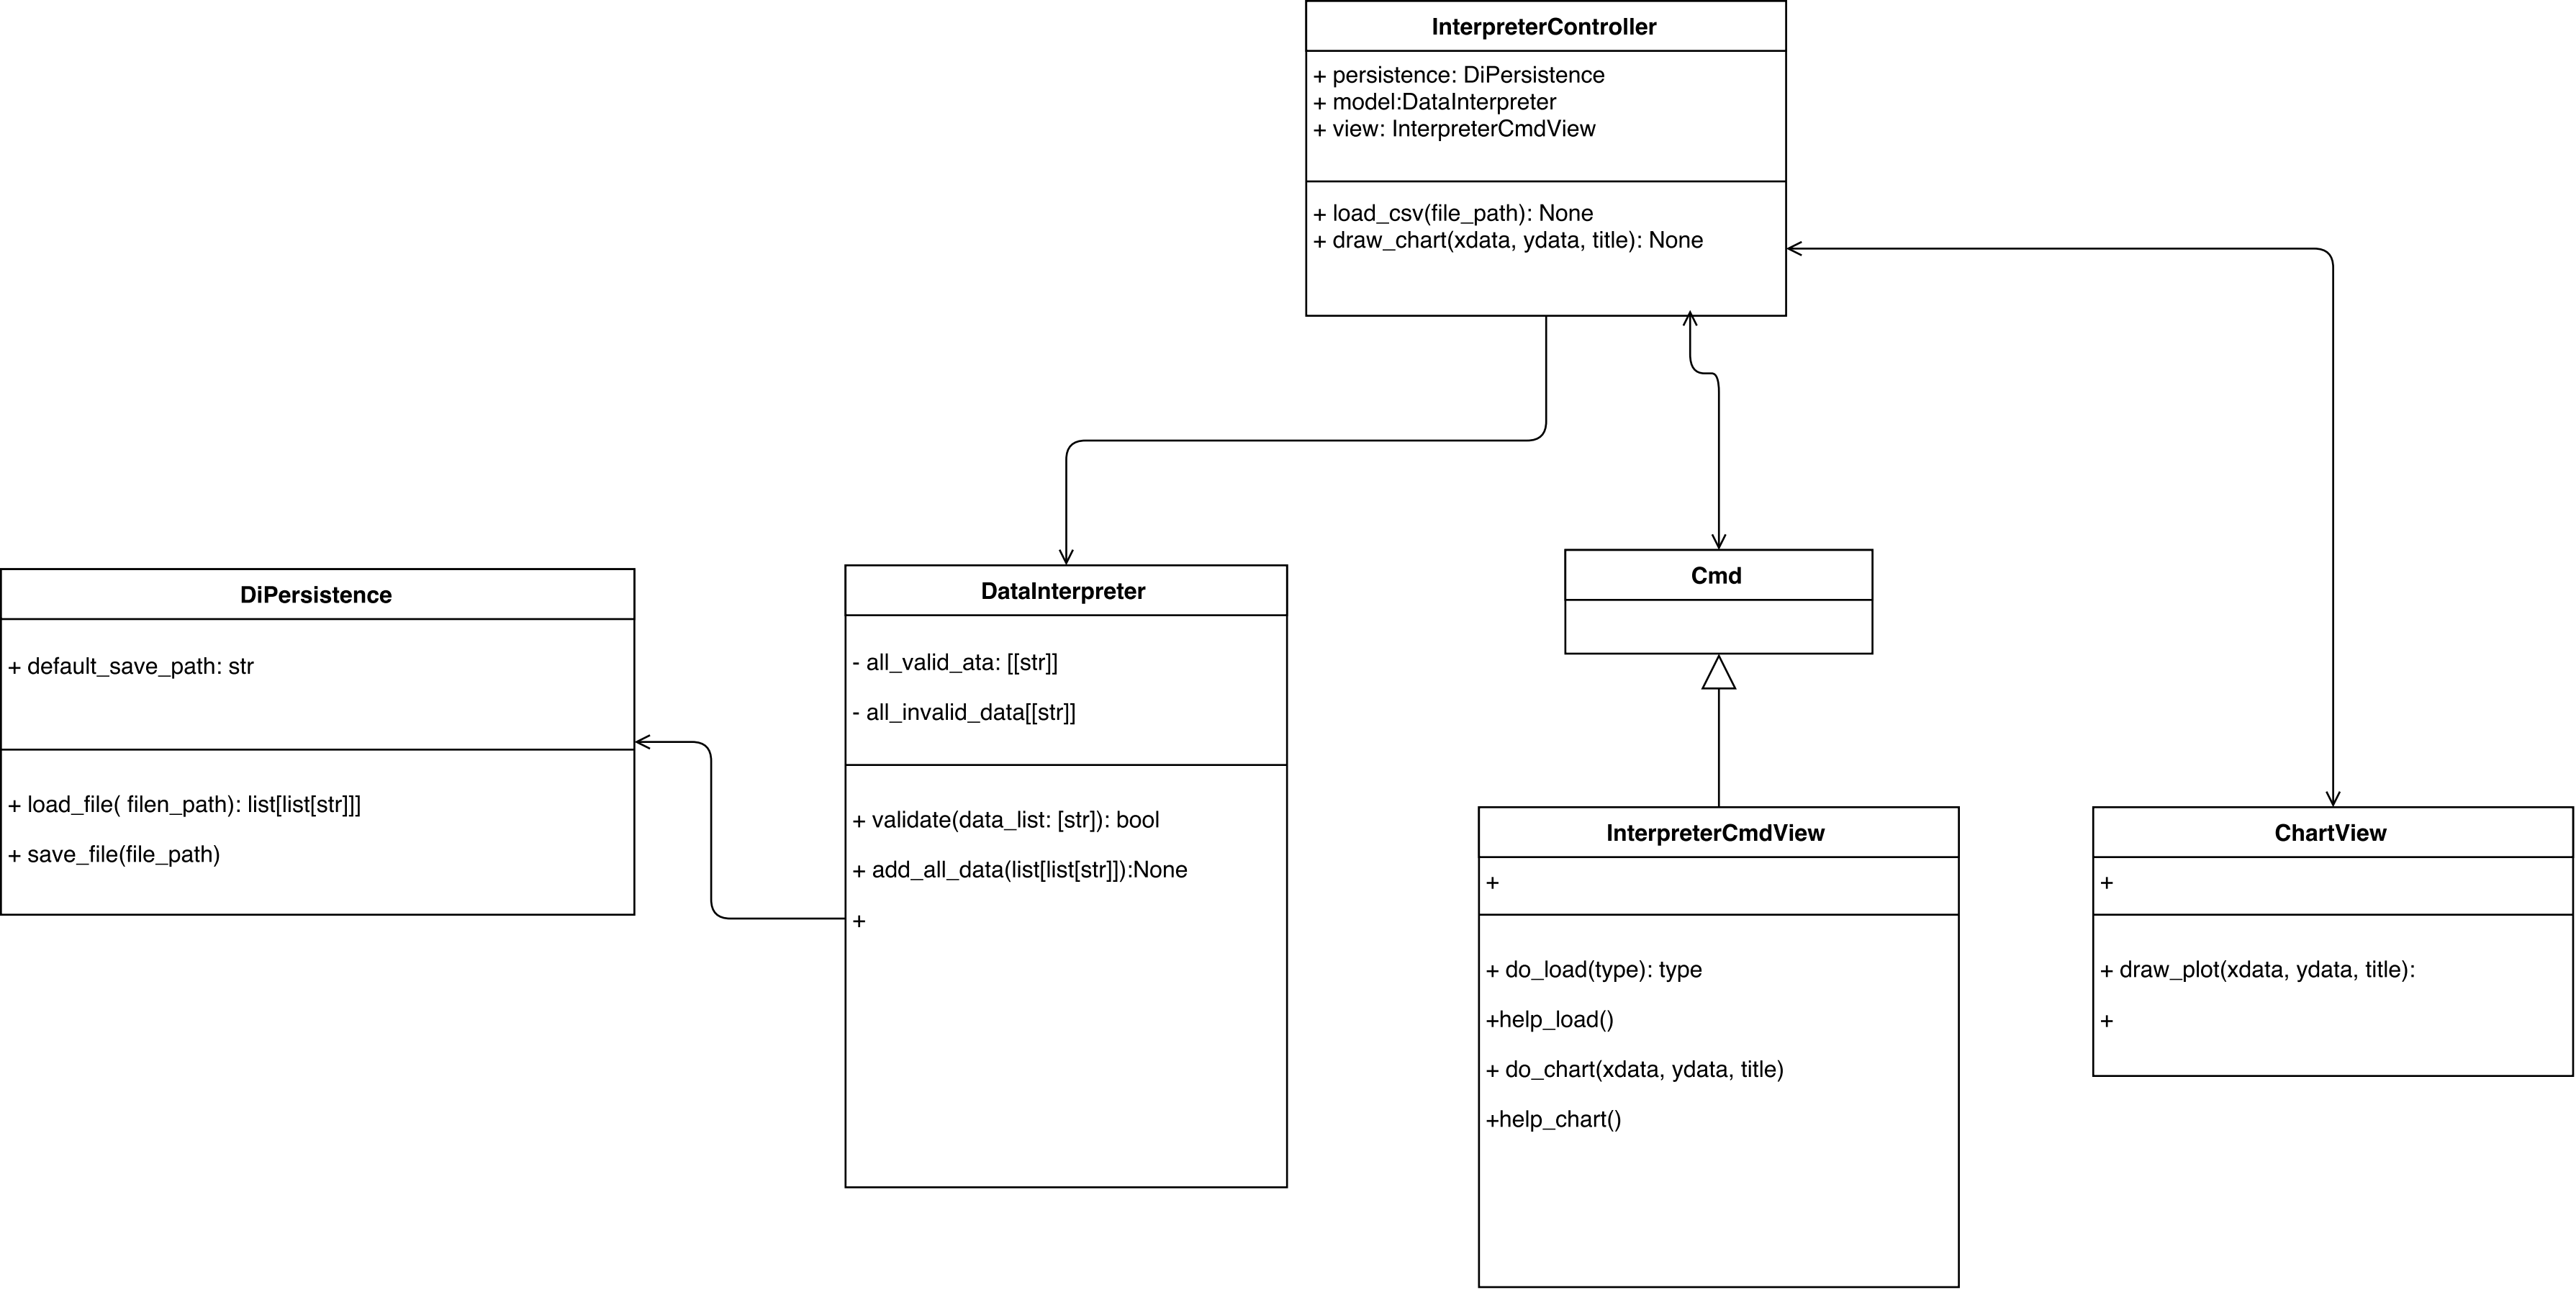 InterpreterController
+ persistence: DiPersistence
+ model:DataInterpreter
+ view: InterpreterCmdView
+ load_csv(file_path): None
+ draw_chart(xdata, ydata, title): None
DiPersistence
+ default_save_path: str
+ load_file( filen_path): list[list[str]]]
+ save_file(file_path)
DataInterpreter
- all_valid_ata: [[str]]
- all_invalid_data[[str]]
+ validate(data_list: [str]): bool
+ add_all_data(list[list[str]]):None
+
Cmd
InterpreterCmdView
+
+ do_load(type): type
+help_load()
+ do_chart(xdata, ydata, title)
+help_chart()
ChartView
+
+ draw_plot(xdata, ydata, title):
+